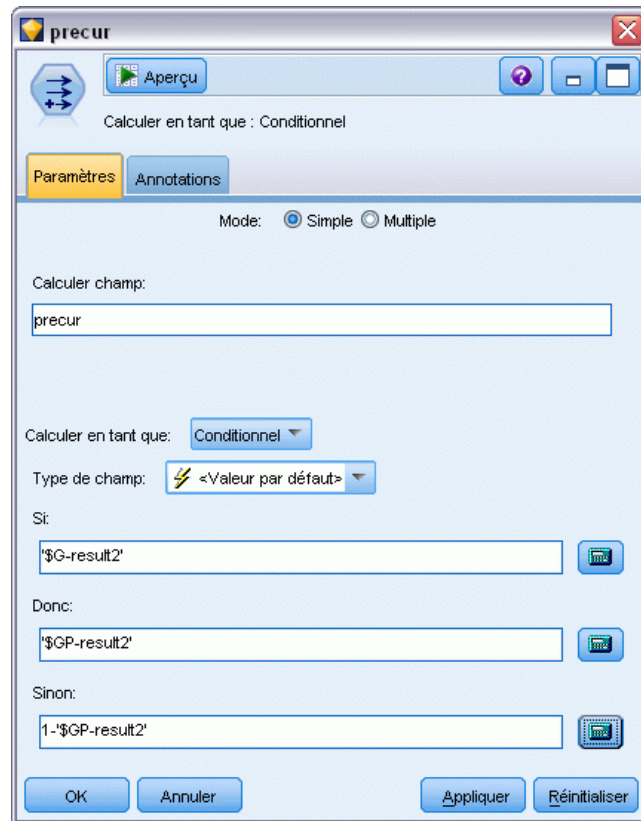 precur
Aperçu
Calculer en tant que : Conditionnel
Paramètres Annotations
Mode: Simple Multiple
Calculer champ:
precur
Calculer en tant que: Conditionnel
Type de champ: <Valeur par défaut>
Si:
'$G-result2'
Donc:
'$GP-result2'
Sinon:
1-'$GP-result2'
OK Annuler Appliquer Réinitialiser